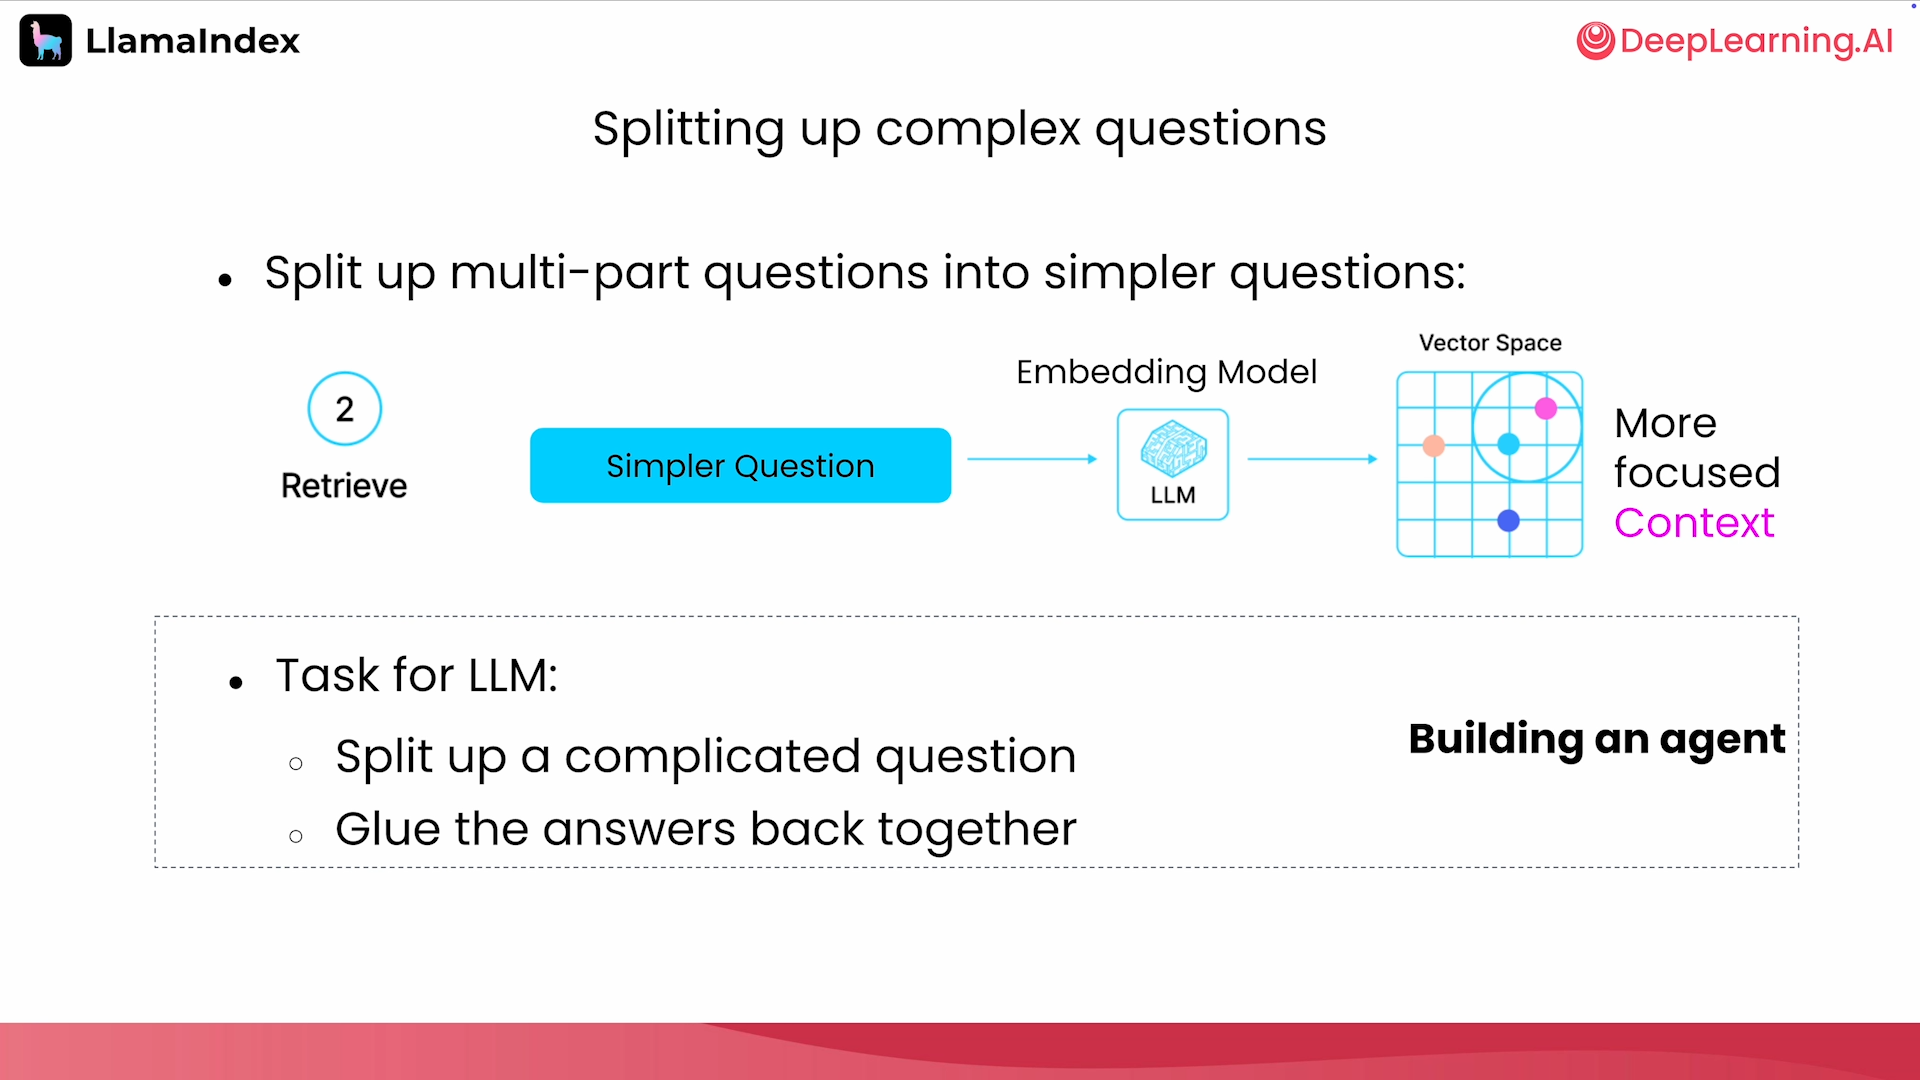 LlamaIndex
DeepLearning.AI
Splitting up complex questions
• Split up multi-part questions into simpler questions:
2
Retrieve
Simpler Question
Embedding Model
LLM
Vector Space
More
focused
Context
• Task for LLM:
○ Split up a complicated question
○ Glue the answers back together
Building an agent